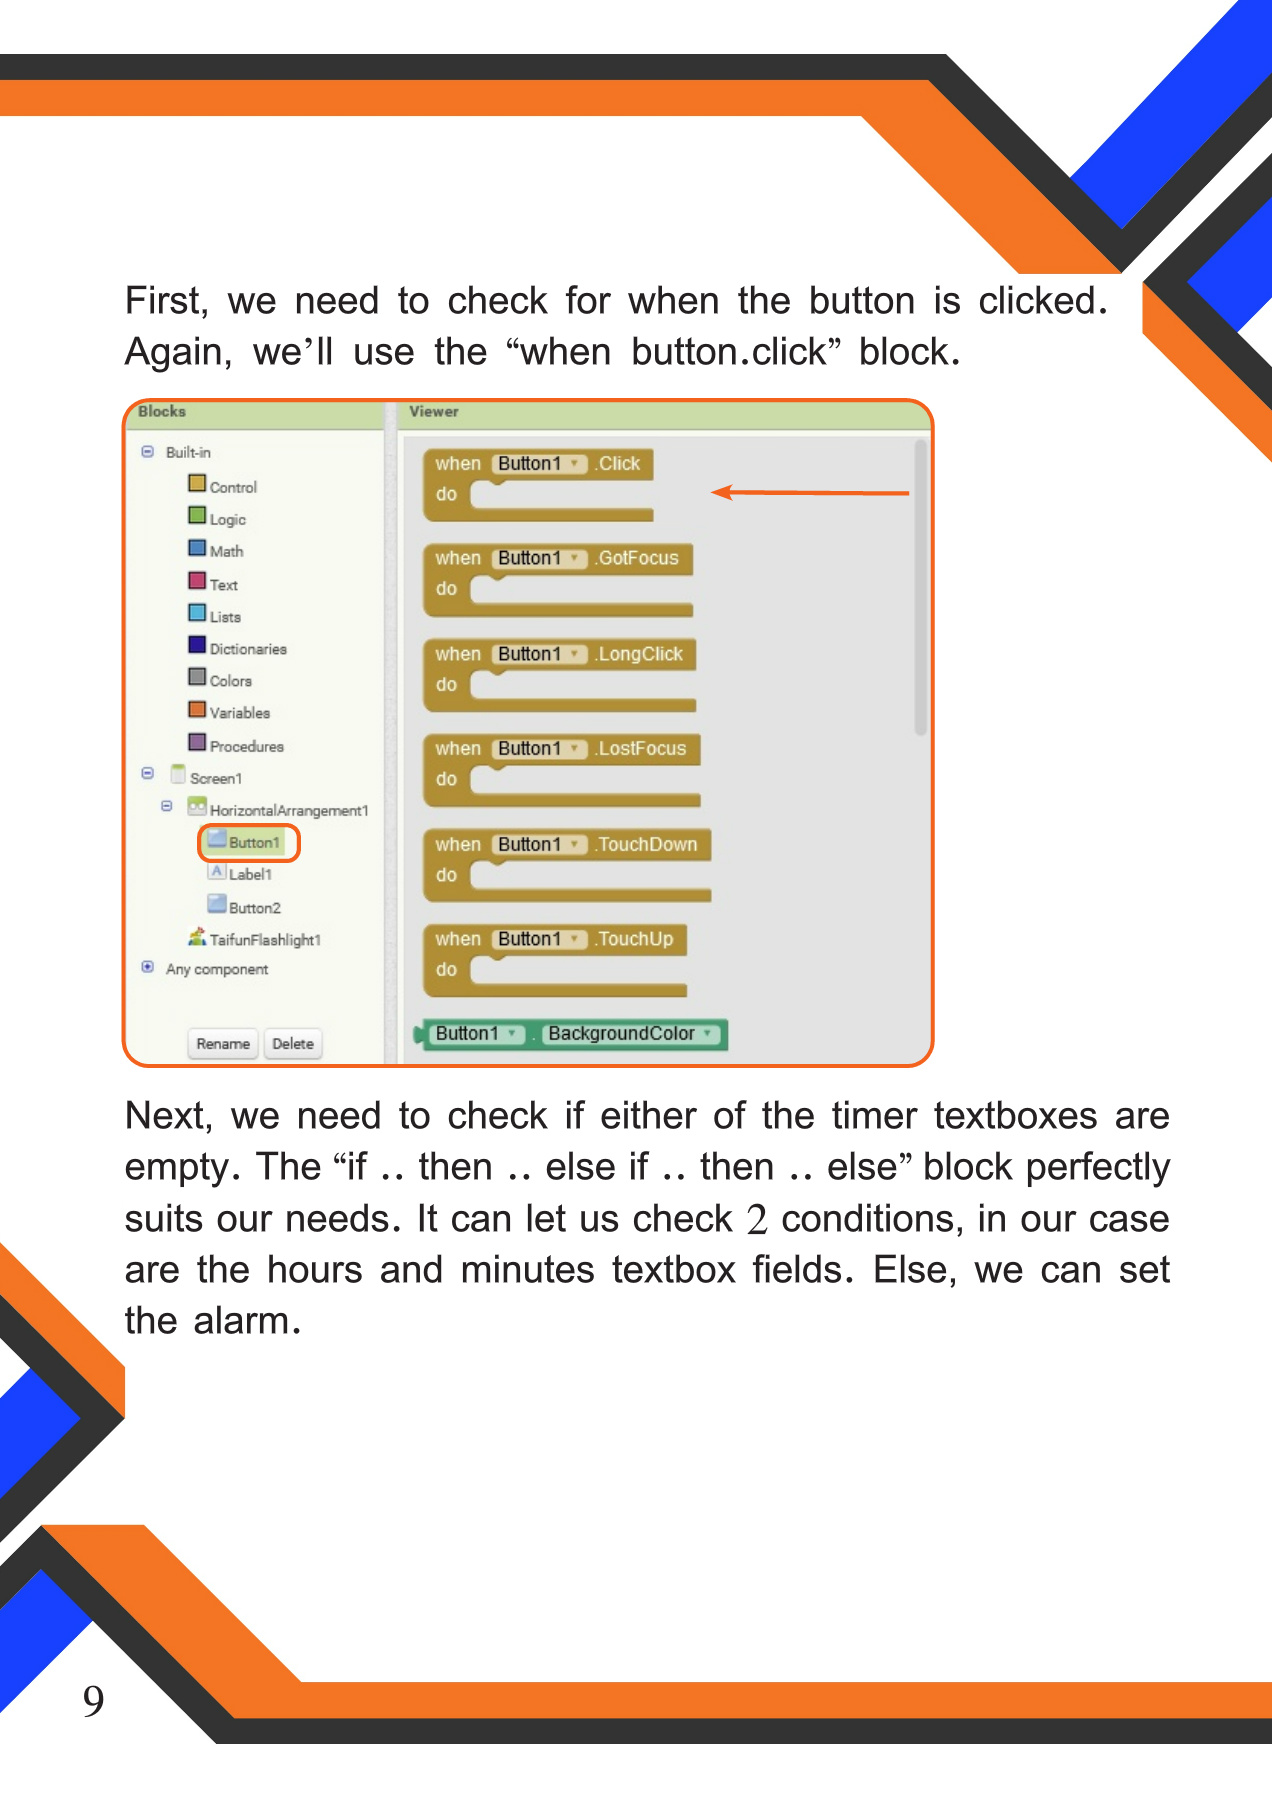 First, we need to check for when the button is clicked.
Again, we’ll use the “when button.click” block.
Blocks
Built-in
Control
Logic
Math
Text
Lists
Dictionaries
Colors
Variables
Procedures
Screen1
HorizontalArrangement1
Button1
A Label1
Button2
TaifunFlashlight1
Any component
Rename Delete
Viewer
when Button1 .Click
do
when Button1 .GotFocus
do
when Button1 .LongClick
do
when Button1 .LostFocus
do
when Button1 .TouchDown
do
when Button1 .TouchUp
do
Button1 . BackgroundColor
Next, we need to check if either of the timer textboxes are
empty. The “if .. then .. else if .. then .. else” block perfectly
suits our needs. It can let us check 2 conditions, in our case
are the hours and minutes textbox fields. Else, we can set
the alarm.
9